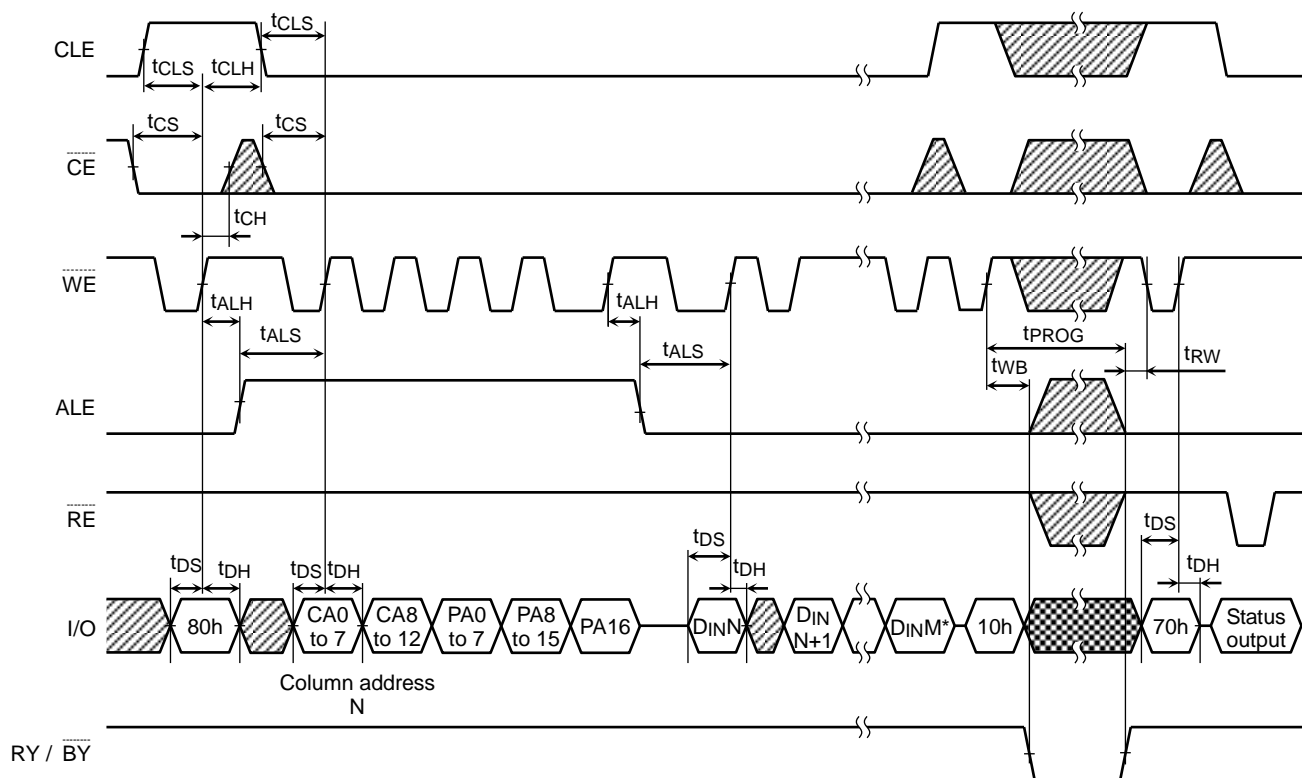 tCLS
CLE
tCLS tCLH
tCS tCS
CE
tCH
WE
tALH tALH
tALS tPROG
tALS tRW
tWB
ALE
RE
tDS tDS
tDS tDH tDS tDH tDH tDH
I/O 80h CA0 to 7 CA8 to 12 PA0 to 7 PA8 to 15 PA16 DINN DIN N+1 DINM* 10h 70h Status output
Column address
N
RY / BY